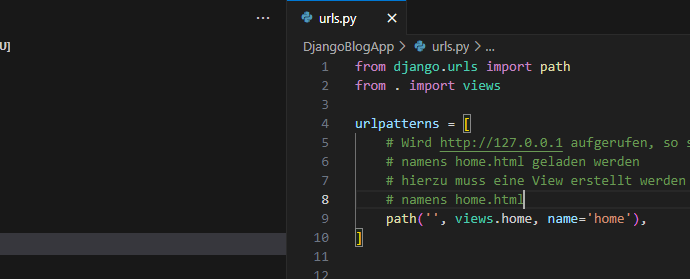 ...
urls.py
U]
DjangoBlogApp > urls.py > ...
1 from django.urls import path
2 from . import views
3
4 urlpatterns = [
5 # Wird http://127.0.0.1 aufgerufen, so s
6 # namens home.html geladen werden
7 # hierzu muss eine View erstellt werden
8 # namens home.html
9 path('', views.home, name='home'),
10 ]
11
12